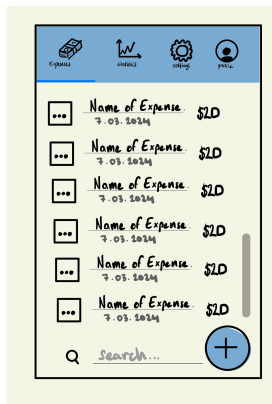 Expenses statistics settings profile
... Name of Expense. $20
7.03.2024
... Name of Expense. $20
7.03.2024
... Name of Expense. $20
7.03.2024
... Name of Expense. $20
7.03.2024
... Name of Expense $20
7.03.2024
... Name of Expense. $20
7.03.2024
Search...
+